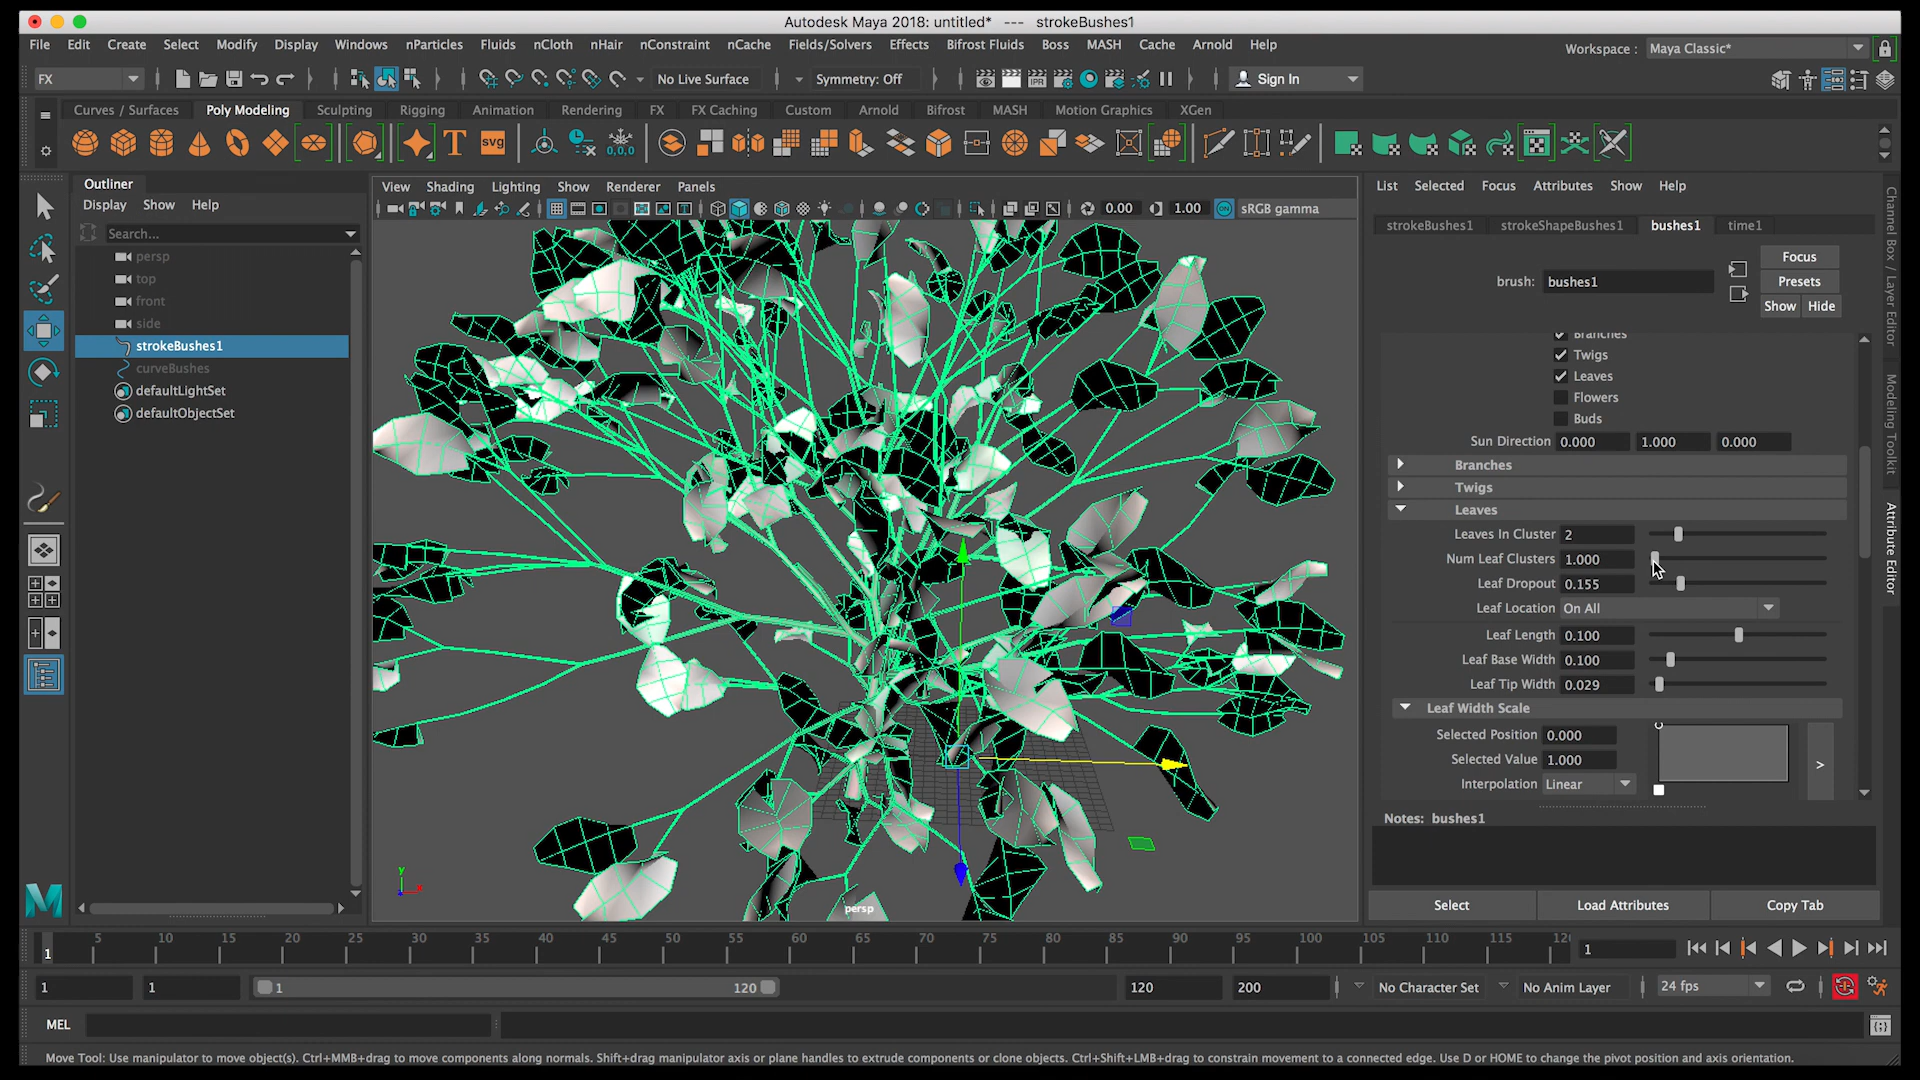 Autodesk Maya 2018: untitled* --- strokeBushes1
File Edit Create Select Modify Display Windows nParticles Fluids nCloth nHair nConstraint nCache Fields/Solvers Effects Bifrost Fluids Boss MASH Cache Arnold Help
Workspace : Maya Classic*
FX No Live Surface Symmetry: Off Sign In
Curves / Surfaces Poly Modeling Sculpting Rigging Animation Rendering FX FX Caching Custom Arnold Bifrost MASH Motion Graphics XGen
T svg 0,0,0
Outliner
Display Show Help
Search...
persp
top
front
side
strokeBushes1
curveBushes
defaultLightSet
defaultObjectSet
View Shading Lighting Show Renderer Panels
0.00 1.00 ON sRGB gamma
persp
y
List Selected Focus Attributes Show Help
strokeBushes1 strokeShapeBushes1 bushes1 time1
Focus
brush: bushes1 Presets
Show Hide
Branches
Twigs
Leaves
Flowers
Buds
Sun Direction 0.000 1.000 0.000
Branches
Twigs
Leaves
Leaves In Cluster 2
Num Leaf Clusters 1.000
Leaf Dropout 0.155
Leaf Location On All
Leaf Length 0.100
Leaf Base Width 0.100
Leaf Tip Width 0.029
Leaf Width Scale
Selected Position 0.000
Selected Value 1.000
Interpolation Linear
>
Notes: bushes1
Select Load Attributes Copy Tab
Channel Box / Layer Editor
Modeling Toolkit
Attribute Editor
1 5 10 15 20 25 30 35 40 45 50 55 60 65 70 75 80 85 90 95 100 105 110 115 1
1 1 1 120 120 200 No Character Set No Anim Layer 24 fps
MEL
Move Tool: Use manipulator to move object(s). Ctrl+MMB+drag to move components along normals. Shift+drag manipulator axis or plane handles to extrude components or clone objects. Ctrl+Shift+LMB+drag to constrain movement to a connected edge. Use D or HOME to change the pivot position and axis orientation.